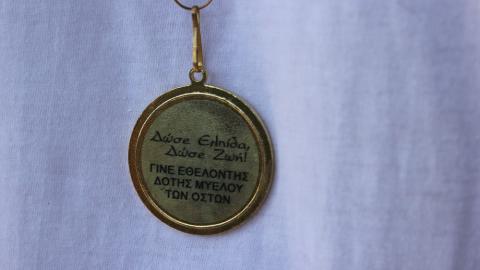 Δώσε Ελπίδα,
Δώσε Ζωή!
ΓΙΝΕ ΕΘΕΛΟΝΤΗΣ
ΔΟΤΗΣ ΜΥΕΛΟΥ
ΤΩΝ ΟΣΤΩΝ